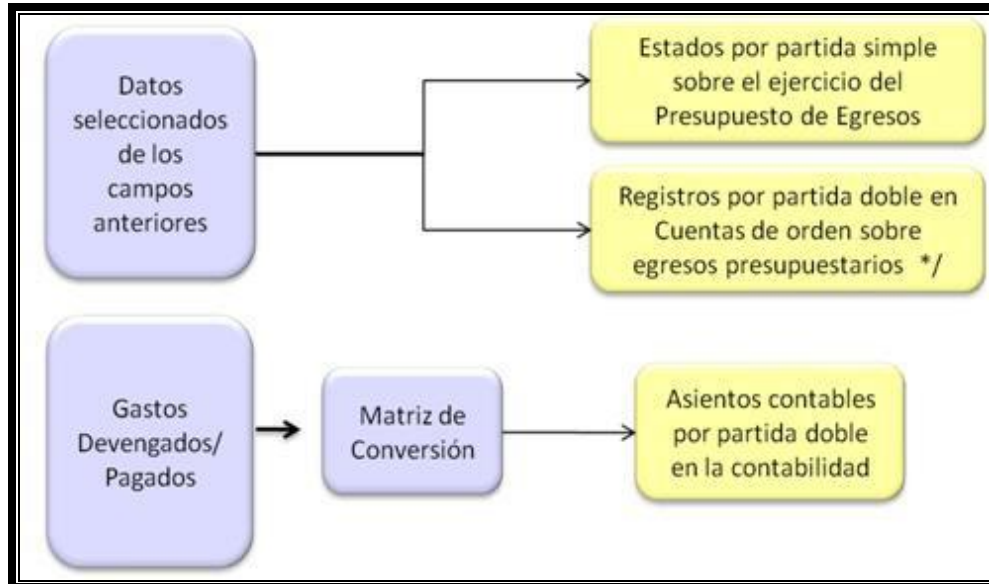 Datos
seleccionados
de los
campos
anteriores
Estados por partida simple
sobre el ejercicio del
Presupuesto de Egresos
Registros por partida doble en
Cuentas de orden sobre
egresos presupuestarios */
Gastos
Devengados/
Pagados
Matriz de
Conversión
Asientos contables
por partida doble
en la contabilidad